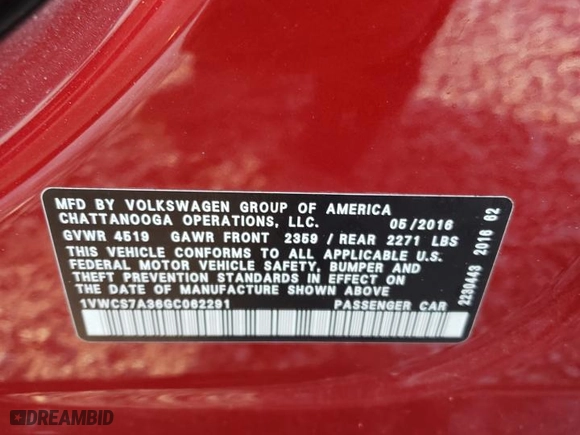 MFD BY VOLKSWAGEN GROUP OF AMERICA
CHATTANOOGA OPERATIONS, LLC. 05/2016
GVWR 4519 GAWR FRONT 2359 / REAR 2271 LBS
THIS VEHICLE CONFORMS TO ALL APPLICABLE U.S.
FEDERAL MOTOR VEHICLE SAFETY, BUMPER AND
THEFT PREVENTION STANDARDS IN EFFECT ON
THE DATE OF MANUFACTURE SHOWN ABOVE.
1VWCS7A36GC062291 PASSENGER CAR
2230443 2016 62
DREAMBID